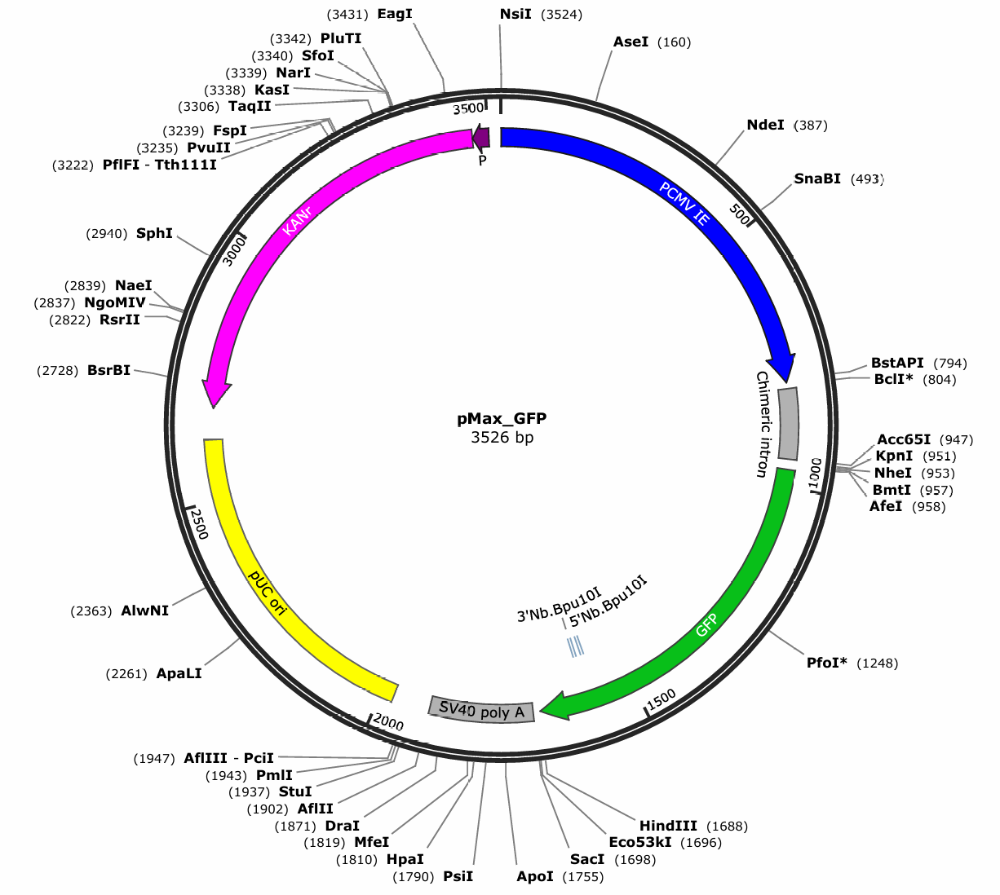 (3431) EagI
NsiI (3524)
(3342) PluTI
AseI (160)
(3340) SfoI
(3339) NarI
(3338) KasI
(3306) TaqII
3500
(3239) FspI
NdeI (387)
(3235) PvuII
(3222) PflFI - Tth111I
P
SnaBI (493)
PCMV IE
500
KANr
(2940) SphI
3000
(2839) NaeI
(2837) NgoMIV
(2822) RsrII
(2728) BsrBI
BstAPI (794)
BclI* (804)
Chimeric intron
pMax_GFP
3526 bp
Acc65I (947)
KpnI (951)
NheI (953)
BmtI (957)
AfeI (958)
1000
2500
pUC ori
(2363) AlwNI
3'Nb.Bpu10I
5'Nb.Bpu10I
GFP
(2261) ApaLI
PfoI* (1248)
1500
SV40 poly A
2000
(1947) AflIII - PciI
(1943) PmlI
(1937) StuI
(1902) AflII
(1871) DraI
(1819) MfeI
(1810) HpaI
(1790) PsiI
HindIII (1688)
Eco53kI (1696)
SacI (1698)
ApoI (1755)